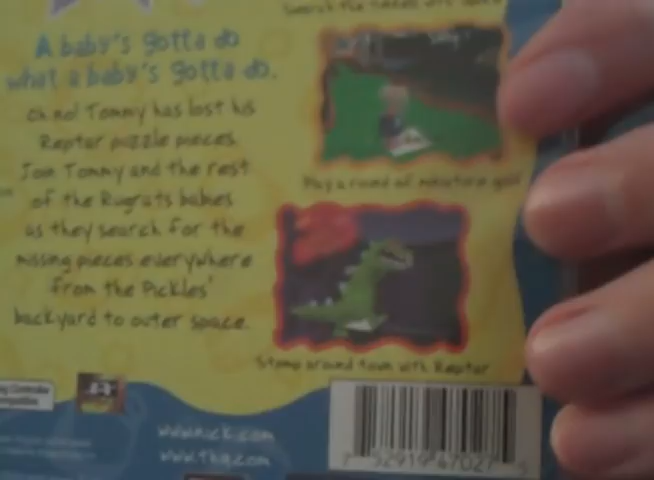 Search the
A baby's gotta do
what a baby's gotta do.
Oh no! Tommy has lost his
Reptar puzzle pieces.
Join Tommy and the rest
of the Rugrats babies
as they search for the
missing pieces everywhere
from the Pickles'
backyard to outer space.
Play a round of miniature golf
Stomp around town with Reptar
www.nick.com
www.thq.com